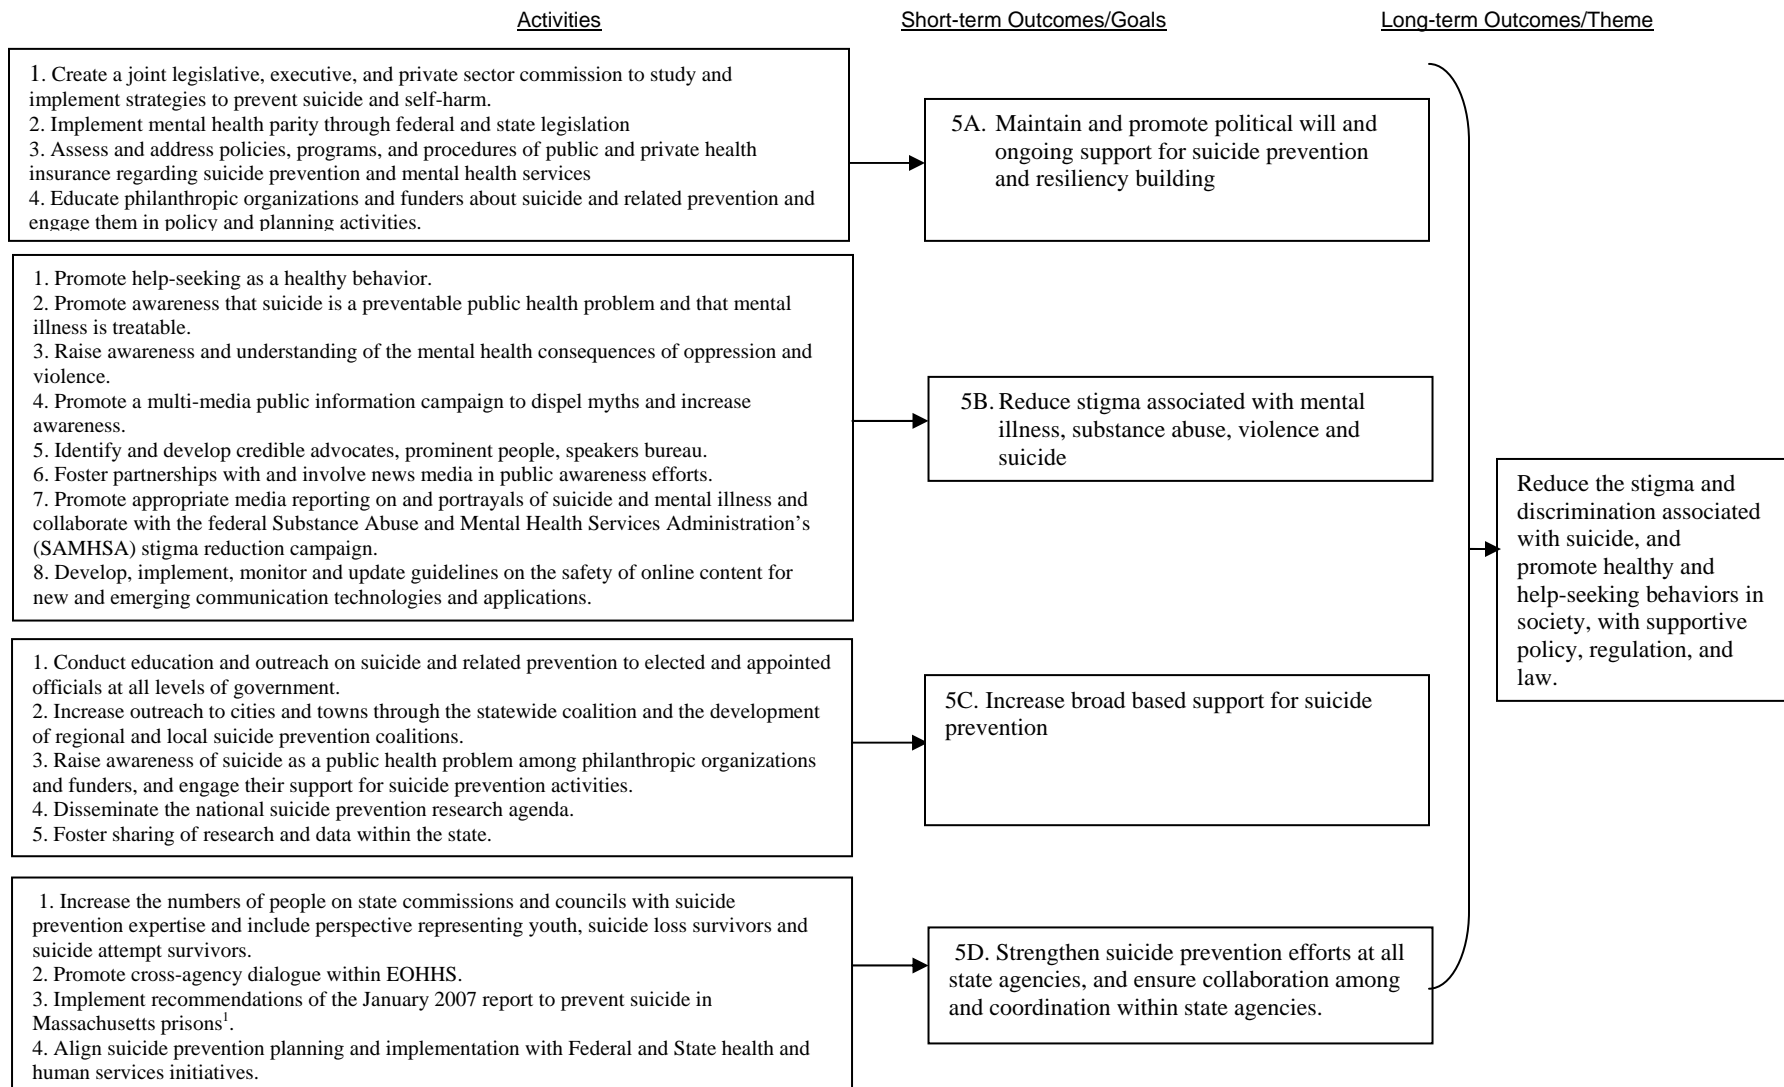 Activities
Short-term Outcomes/Goals
Long-term Outcomes/Theme
1. Create a joint legislative, executive, and private sector commission to study and
implement strategies to prevent suicide and self-harm.
2. Implement mental health parity through federal and state legislation
3. Assess and address policies, programs, and procedures of public and private health
insurance regarding suicide prevention and mental health services
4. Educate philanthropic organizations and funders about suicide and related prevention and
engage them in policy and planning activities.
5A. Maintain and promote political will and
ongoing support for suicide prevention
and resiliency building
1. Promote help-seeking as a healthy behavior.
2. Promote awareness that suicide is a preventable public health problem and that mental
illness is treatable.
3. Raise awareness and understanding of the mental health consequences of oppression and
violence.
4. Promote a multi-media public information campaign to dispel myths and increase
awareness.
5. Identify and develop credible advocates, prominent people, speakers bureau.
6. Foster partnerships with and involve news media in public awareness efforts.
7. Promote appropriate media reporting on and portrayals of suicide and mental illness and
collaborate with the federal Substance Abuse and Mental Health Services Administration’s
(SAMHSA) stigma reduction campaign.
8. Develop, implement, monitor and update guidelines on the safety of online content for
new and emerging communication technologies and applications.
5B. Reduce stigma associated with mental
illness, substance abuse, violence and
suicide
1. Conduct education and outreach on suicide and related prevention to elected and appointed
officials at all levels of government.
2. Increase outreach to cities and towns through the statewide coalition and the development
of regional and local suicide prevention coalitions.
3. Raise awareness of suicide as a public health problem among philanthropic organizations
and funders, and engage their support for suicide prevention activities.
4. Disseminate the national suicide prevention research agenda.
5. Foster sharing of research and data within the state.
5C. Increase broad based support for suicide
prevention
1. Increase the numbers of people on state commissions and councils with suicide
prevention expertise and include perspective representing youth, suicide loss survivors and
suicide attempt survivors.
2. Promote cross-agency dialogue within EOHHS.
3. Implement recommendations of the January 2007 report to prevent suicide in
Massachusetts prisons1.
4. Align suicide prevention planning and implementation with Federal and State health and
human services initiatives.
5D. Strengthen suicide prevention efforts at all
state agencies, and ensure collaboration among
and coordination within state agencies.
Reduce the stigma and
discrimination associated
with suicide, and
promote healthy and
help-seeking behaviors in
society, with supportive
policy, regulation, and
law.